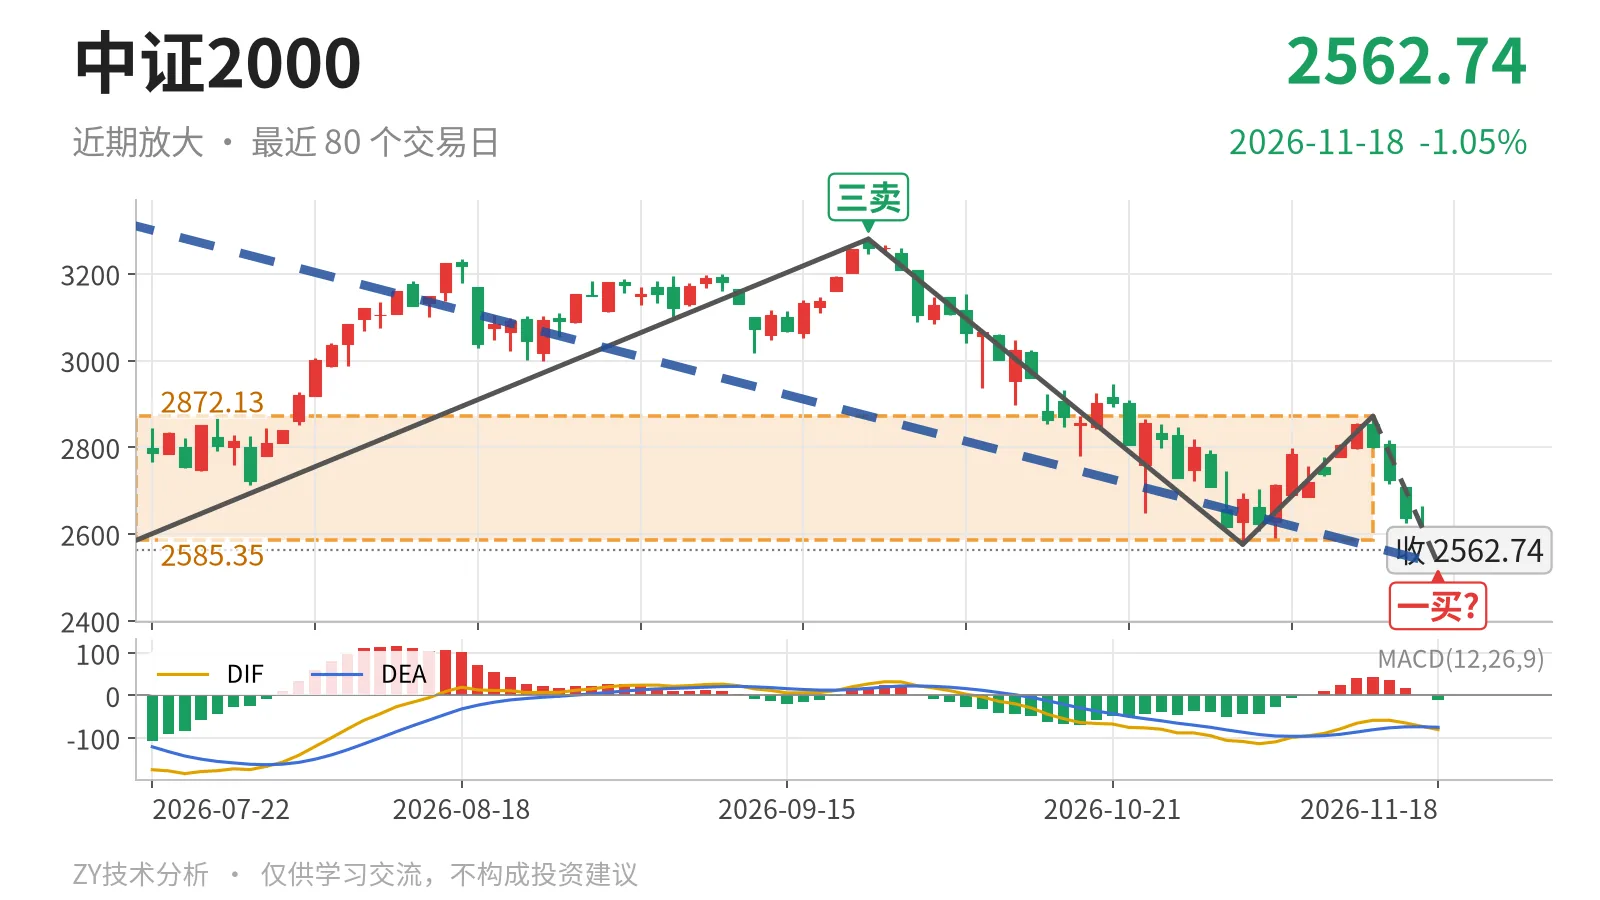 中证2000
2562.74
近期放大 · 最近 80 个交易日
2026-11-18 -1.05%
三卖
3200
3000
2872.13
2800
2600
2585.35
收 2562.74
一买?
2400
100
DIF
DEA
MACD(12,26,9)
0
-100
2026-07-22
2026-08-18
2026-09-15
2026-10-21
2026-11-18
ZY技术分析 · 仅供学习交流，不构成投资建议